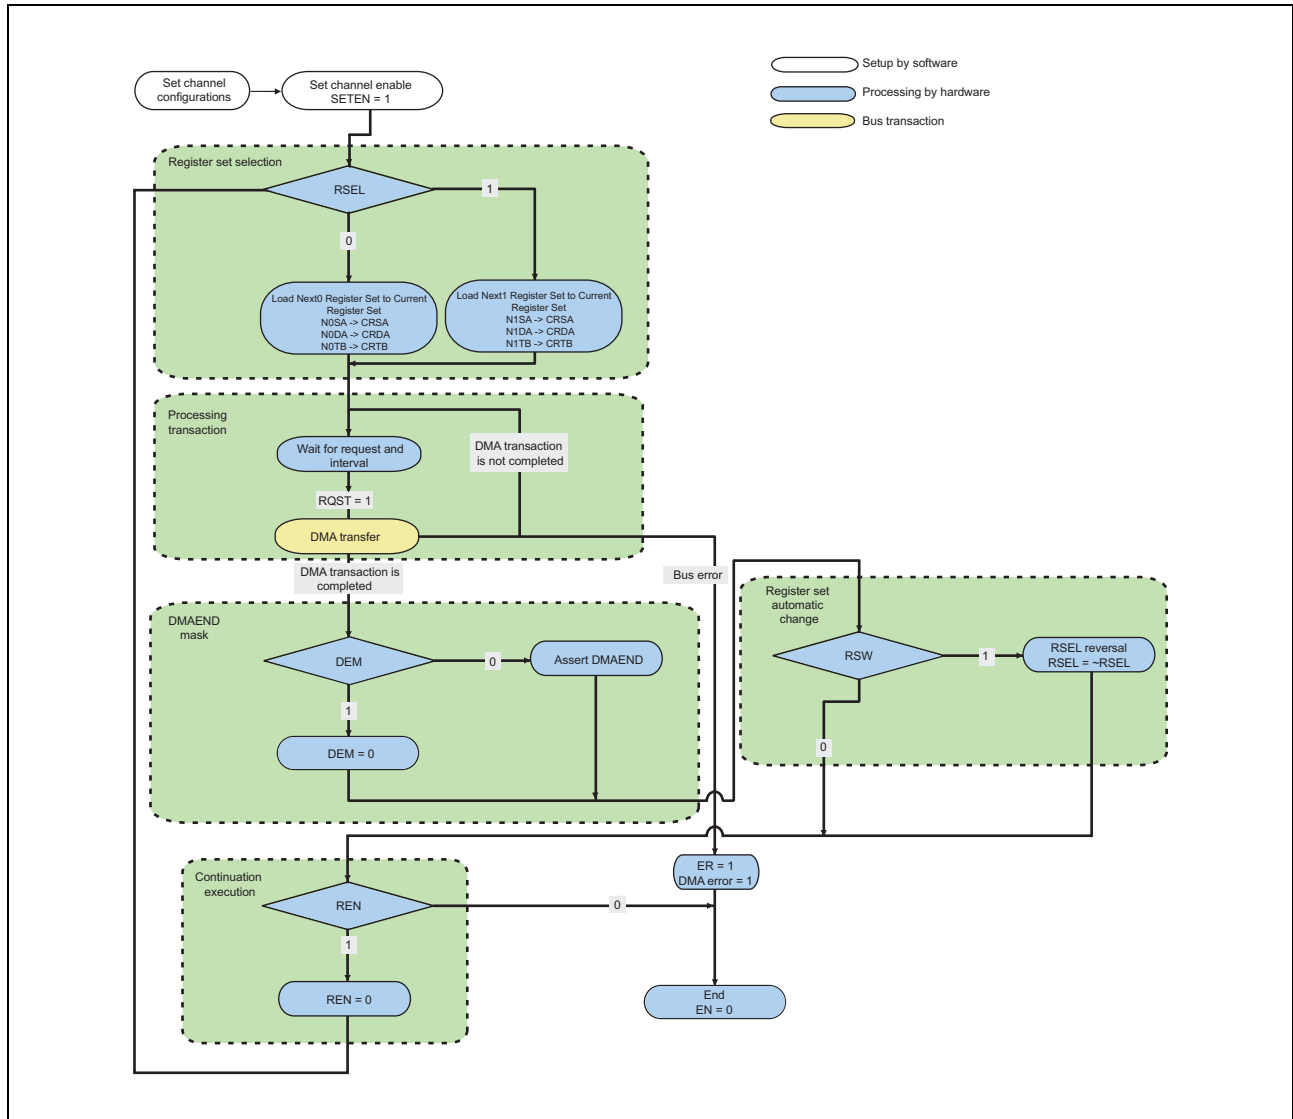 Set channel
configurations
Set channel enable
SETEN = 1
Setup by software
Processing by hardware
Bus transaction
Register set selection
RSEL
1
0
Load Next0 Register Set to Current
Register Set
N0SA -> CRSA
N0DA -> CRDA
N0TB -> CRTB
Load Next1 Register Set to Current
Register Set
N1SA -> CRSA
N1DA -> CRDA
N1TB -> CRTB
Processing
transaction
Wait for request and
interval
DMA transaction
is not completed
RQST = 1
DMA transfer
DMA transaction is
completed
Bus error
DMAEND
mask
DEM
0
Assert DMAEND
1
DEM = 0
Register set
automatic
change
RSW
1
RSEL reversal
RSEL = ~RSEL
0
ER = 1
DMA error = 1
Continuation
execution
REN
0
1
REN = 0
End
EN = 0